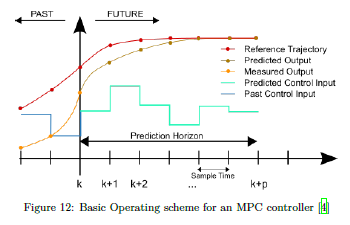 PAST FUTURE
Reference Trajectory
Predicted Output
Measured Output
Predicted Control Input
Past Control Input
Prediction Horizon
Sample Time
k k+1 k+2 ... k+p
Figure 12: Basic Operating scheme for an MPC controller [4]